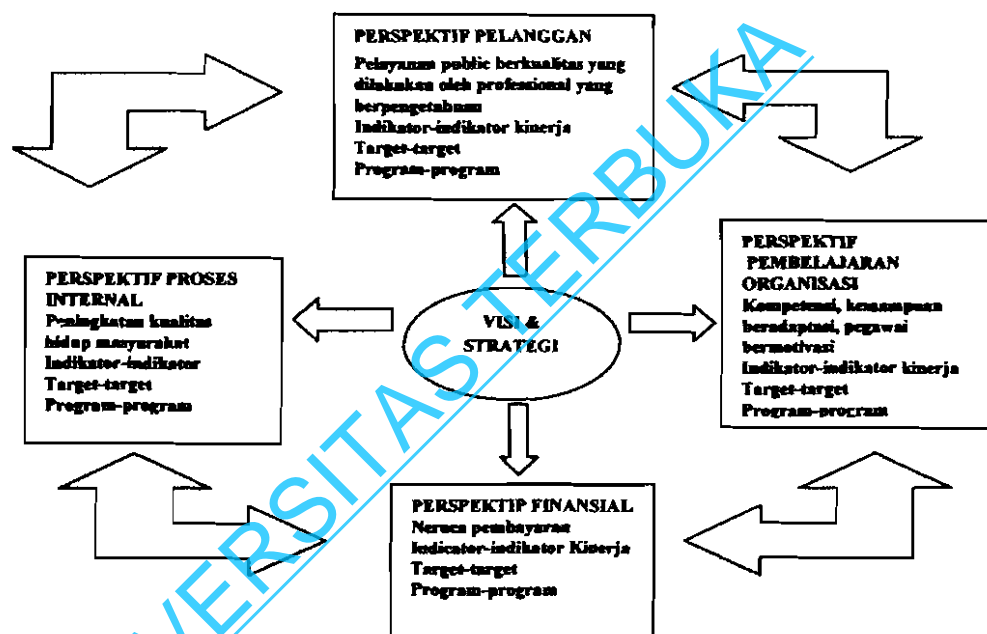 PERSPEKTIF PELANGGAN
Pelayanan public berkualitas yang
dilakukan oleh professional yang
berpengetahuan
Indikator-indikator kinerja
Target-target
Program-program
PERSPEKTIF PROSES
INTERNAL
Peningkatan kualitas
hidup masyarakat
Indikator-indikator
Target-target
Program-program
VISI &
STRATEGI
PERSPEKTIF
PEMBELAJARAN
ORGANISASI
Kompetensi, kemampuan
beradaptasi, pegawai
bermotivasi
Indikator-indikator kinerja
Target-target
Program-program
PERSPEKTIP FINANSIAL
Neraca pembayaran
Indicator-indikator Kinerja
Target-target
Program-program
VERSITAS TERBUKA